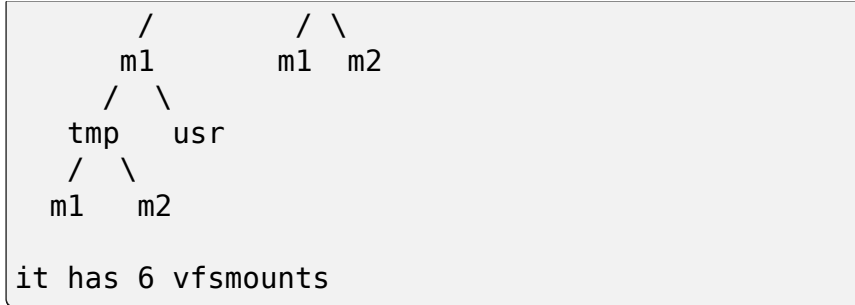 /         / \
       m1        m1  m2
      / \
    tmp   usr
    / \
   m1   m2

it has 6 vfsmounts